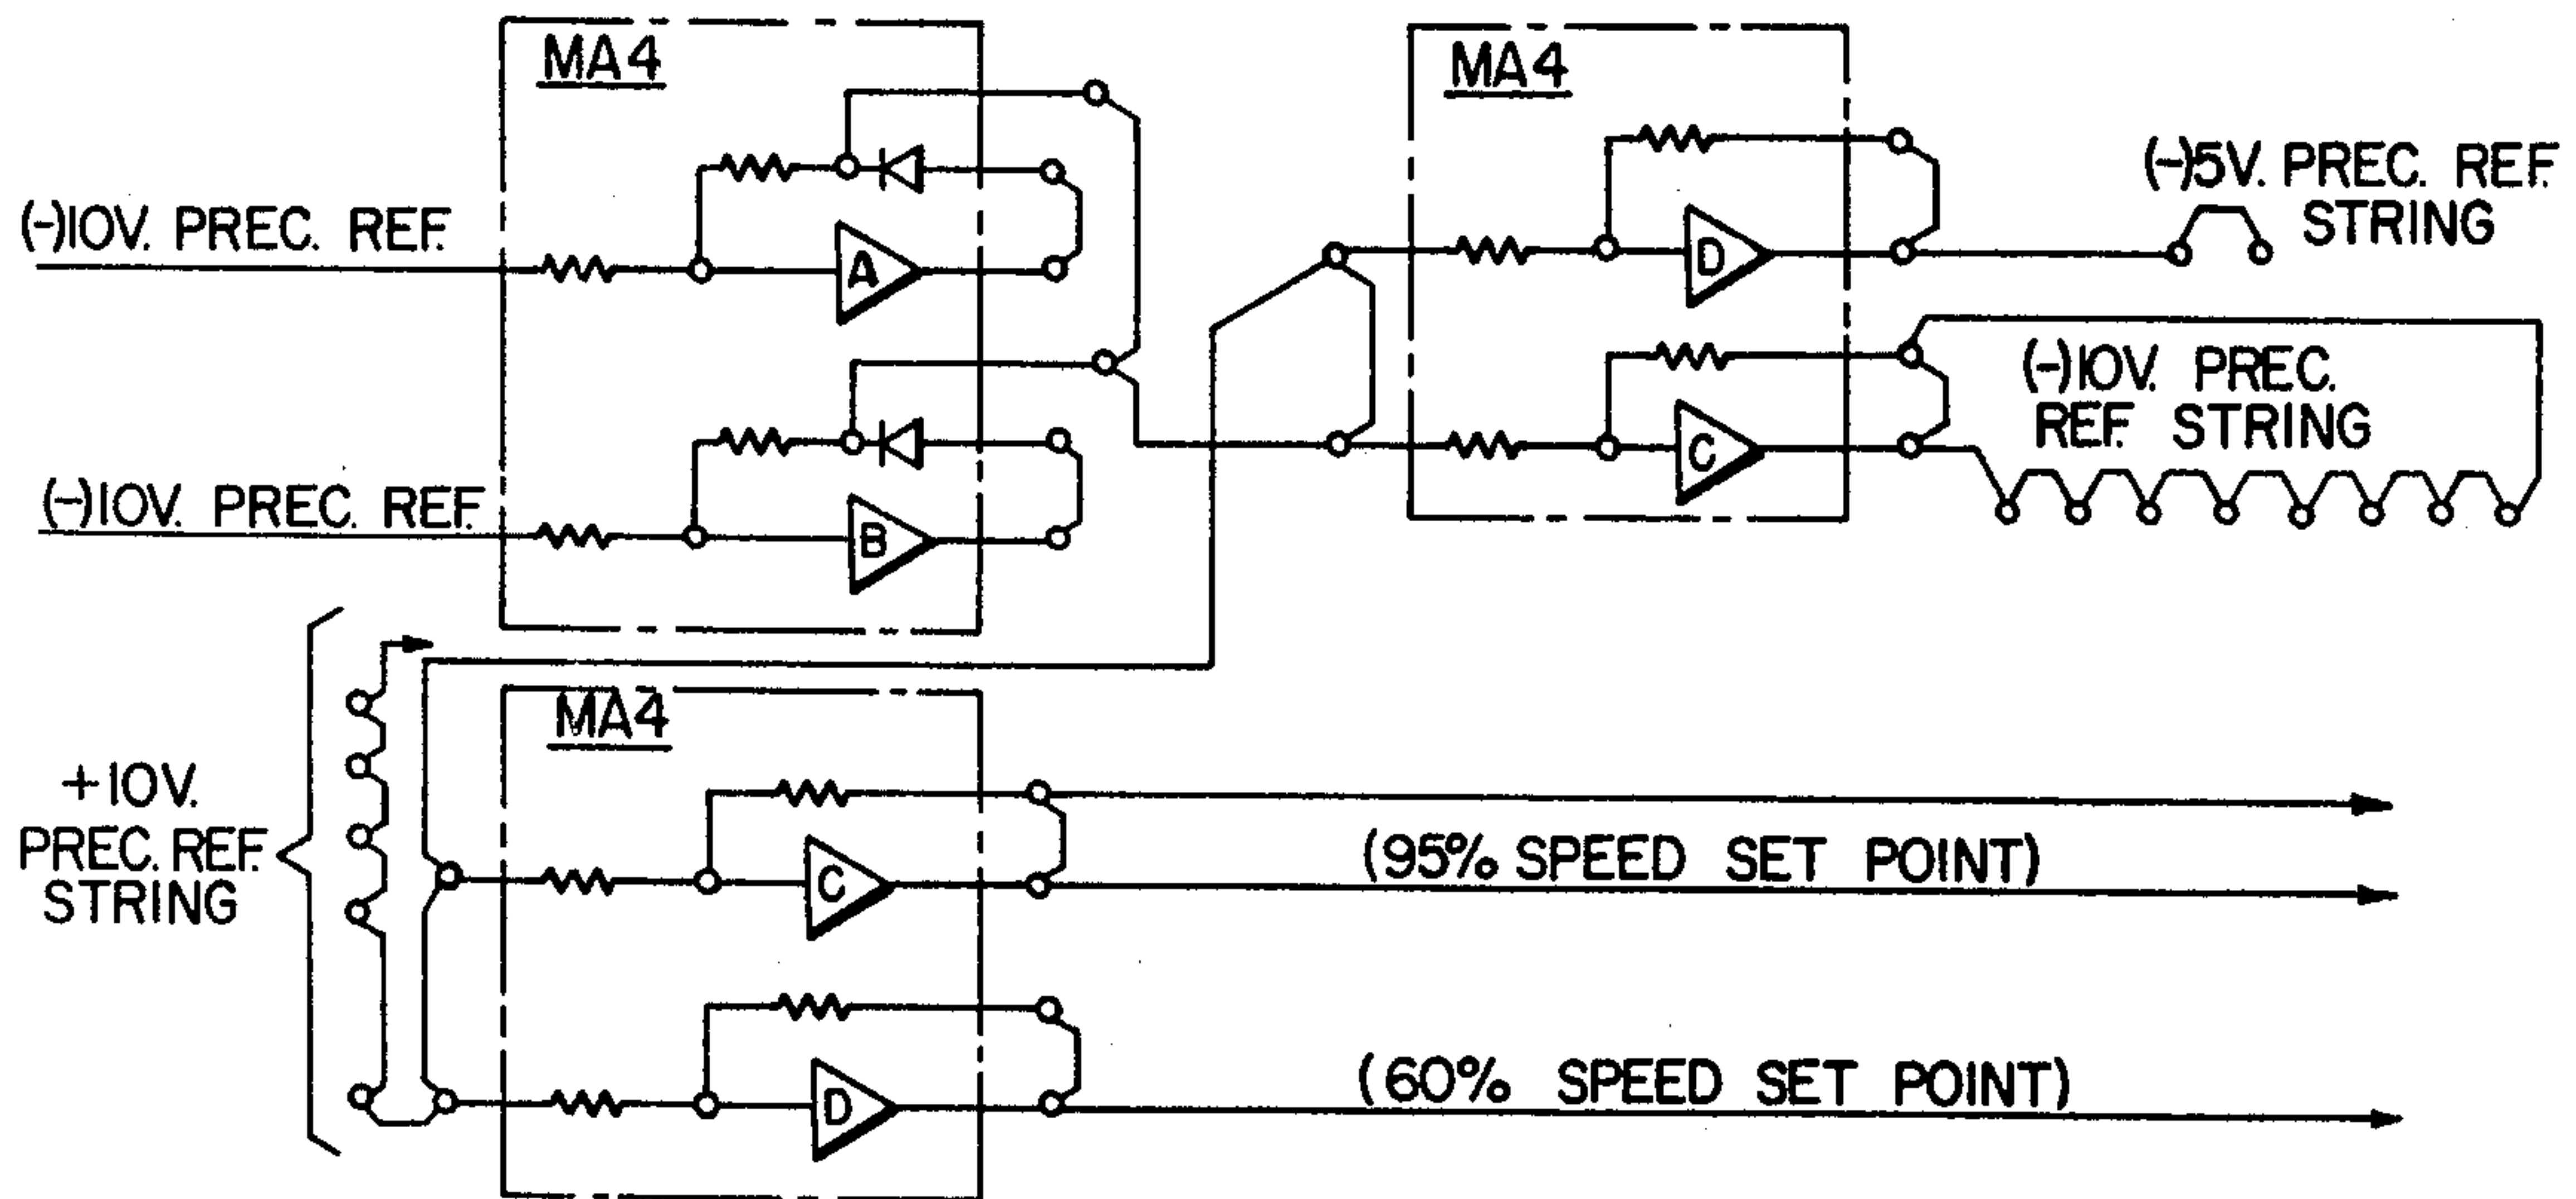 MA4
(-)10V. PREC. REF.
A
(-)10V. PREC. REF.
B
MA4
D
(-)5V. PREC. REF.
STRING
C
(-)10V. PREC.
REF. STRING
+10V.
PREC. REF.
STRING
MA4
C
(95% SPEED SET POINT)
D
(60% SPEED SET POINT)